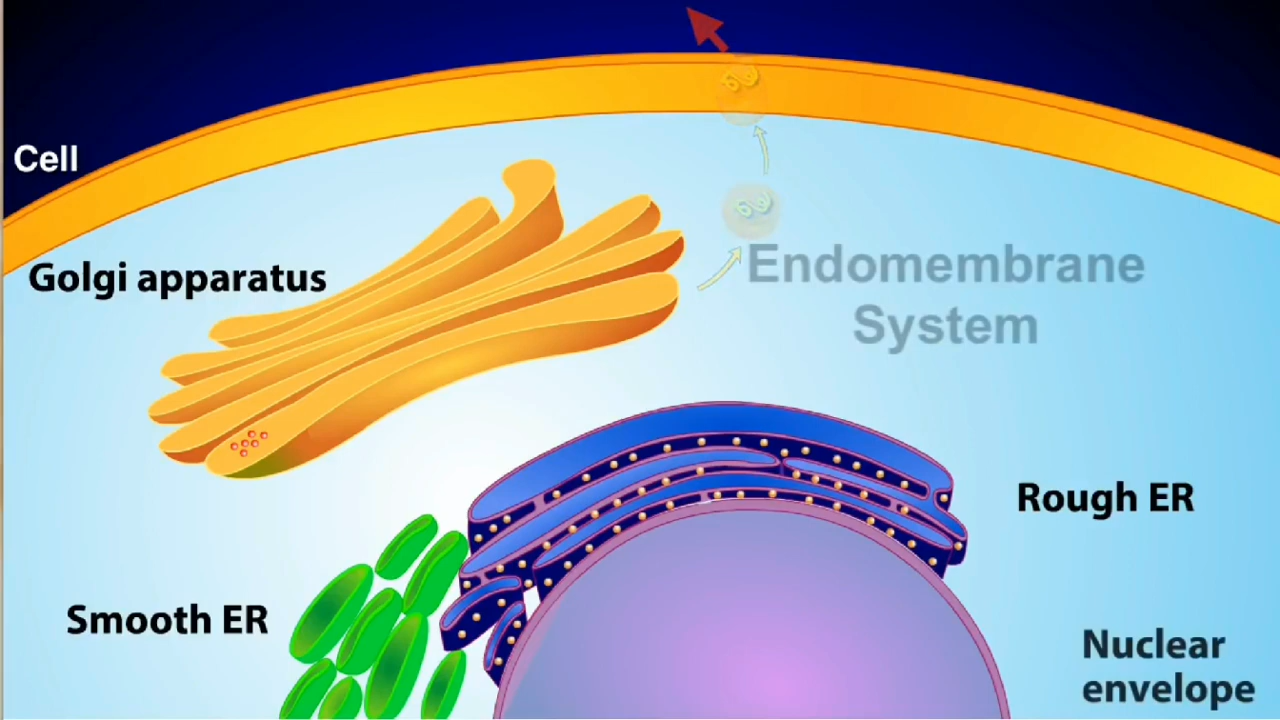 Cell
Golgi apparatus
Endomembrane
System
Rough ER
Smooth ER
Nuclear
envelope